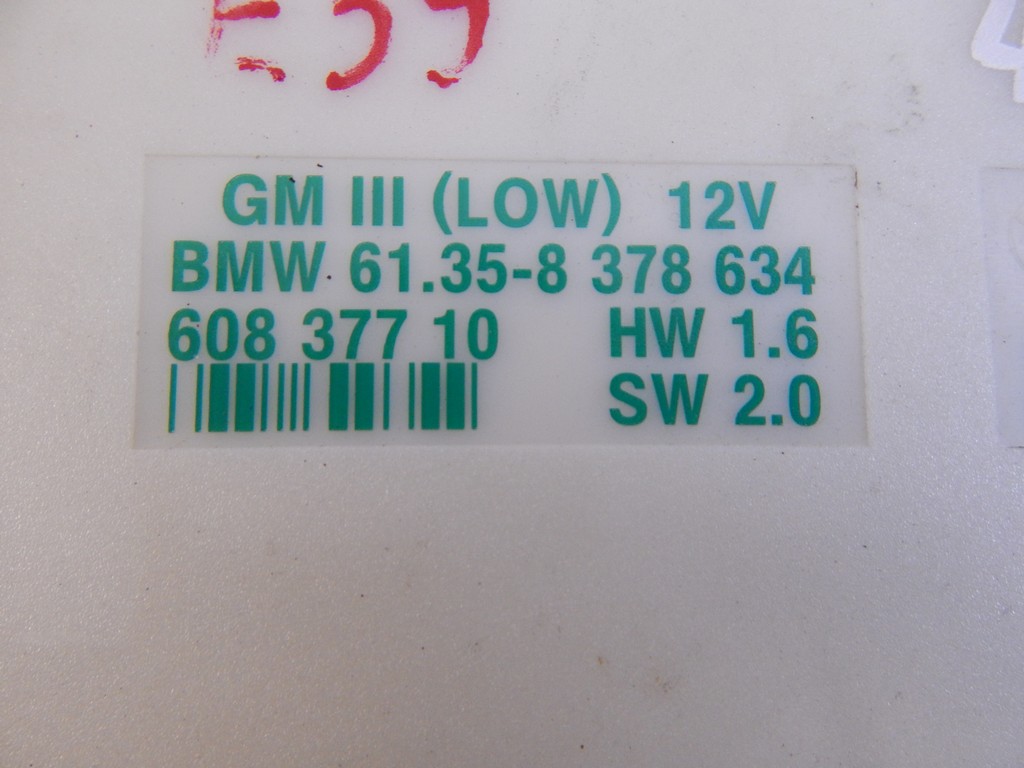 GM III (LOW) 12V
BMW 61.35-8 378 634
608 377 10 HW 1.6
SW 2.0